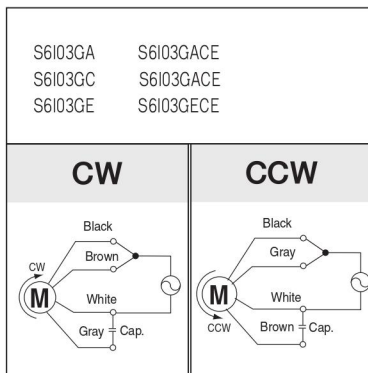 S6I03GA S6I03GACE
S6I03GC S6I03GACE
S6I03GE S6I03GECE
CW CCW
Black
Brown
CW
M
White
Gray Cap.
Black
Gray
M
White
CCW
Brown Cap.